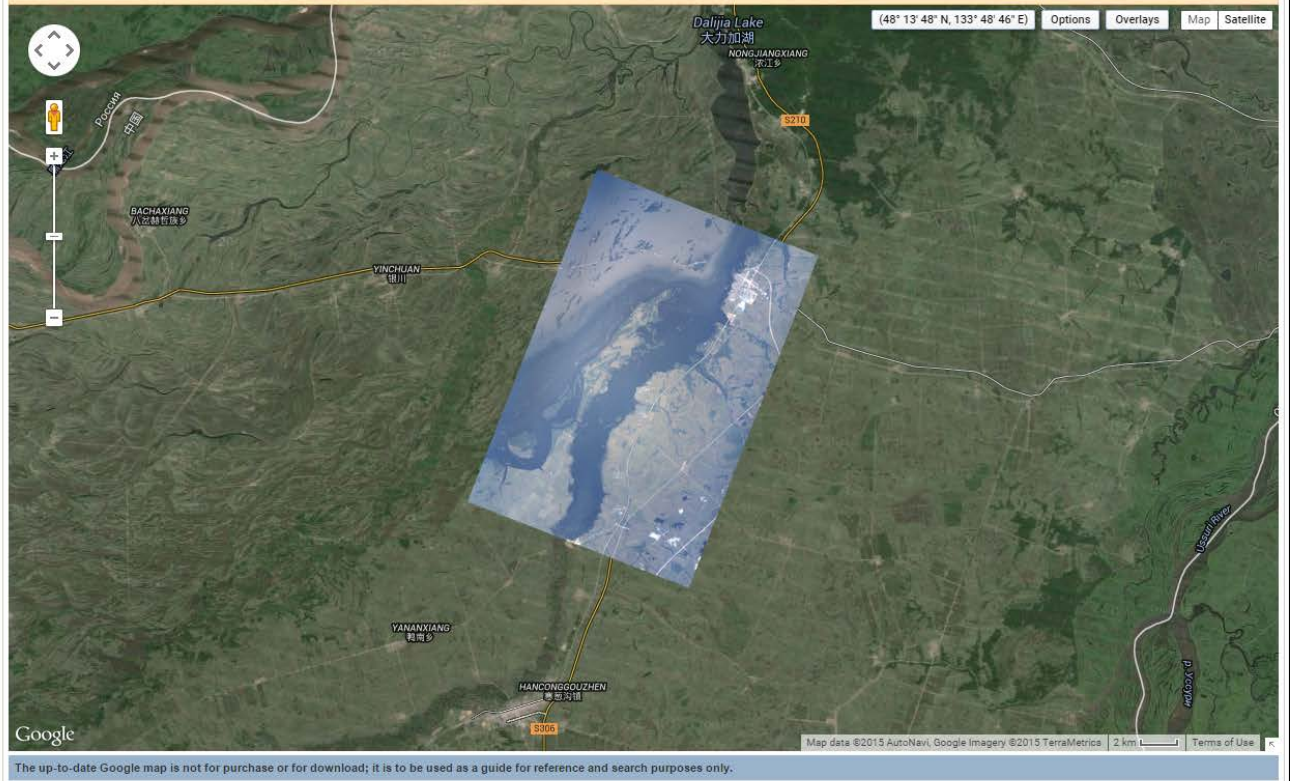 Dalijia Lake
大力加湖
(48° 13' 48" N, 133° 48' 46" E)
Options
Overlays
Map
Satellite
NONGJIANGXIANG
浓江乡
Россия
中国
S210
BACHAXIANG
八岔赫哲族乡
YINCHUAN
银川
Ussuri River
YANANXIANG
鸭南乡
р. Уссури
HANCONGGOUZHEN
寒葱沟镇
S306
Google
Map data ©2015 AutoNavi, Google Imagery ©2015 TerraMetrics
2 km
Terms of Use
The up-to-date Google map is not for purchase or for download; it is to be used as a guide for reference and search purposes only.